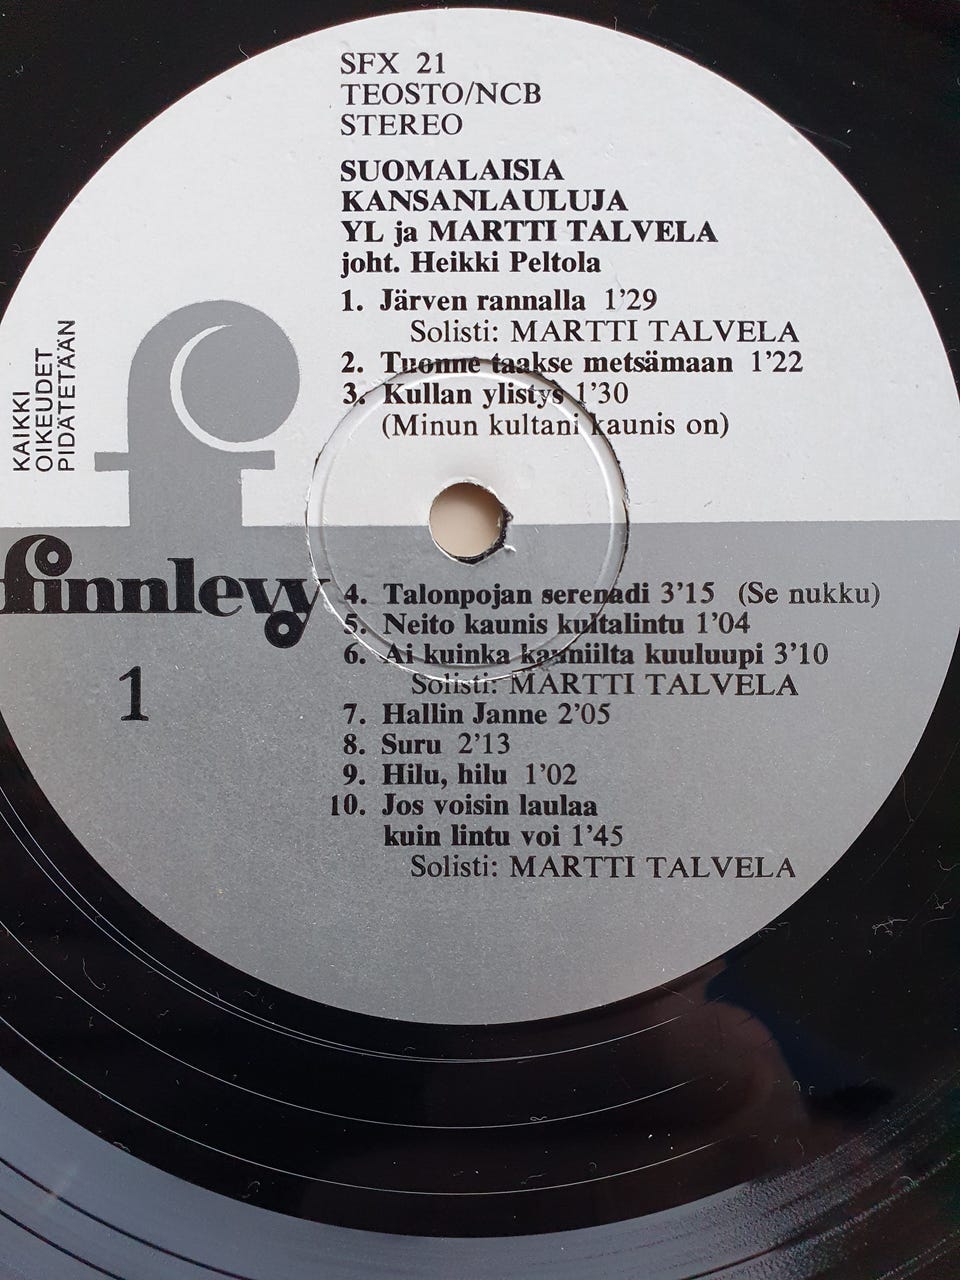 SFX 21
TEOSTO/NCB
STEREO
SUOMALAISIA
KANSANLAULUJA
YL ja MARTTI TALVELA
joht. Heikki Peltola
1. Järven rannalla 1'29
Solisti: MARTTI TALVELA
2. Tuonne taakse metsämaan 1'22
3. Kullan ylistys 1'30
(Minun kultani kaunis on)
KAIKKI
OIKEUDET
PIDÄTETÄÄN
f
finnlevy
1
4. Talonpojan serenadi 3'15 (Se nukku)
5. Neito kaunis kultalintu 1'04
6. Ai kuinka kauniilta kuuluupi 3'10
Solisti: MARTTI TALVELA
7. Hallin Janne 2'05
8. Suru 2'13
9. Hilu, hilu 1'02
10. Jos voisin laulaa
kuin lintu voi 1'45
Solisti: MARTTI TALVELA